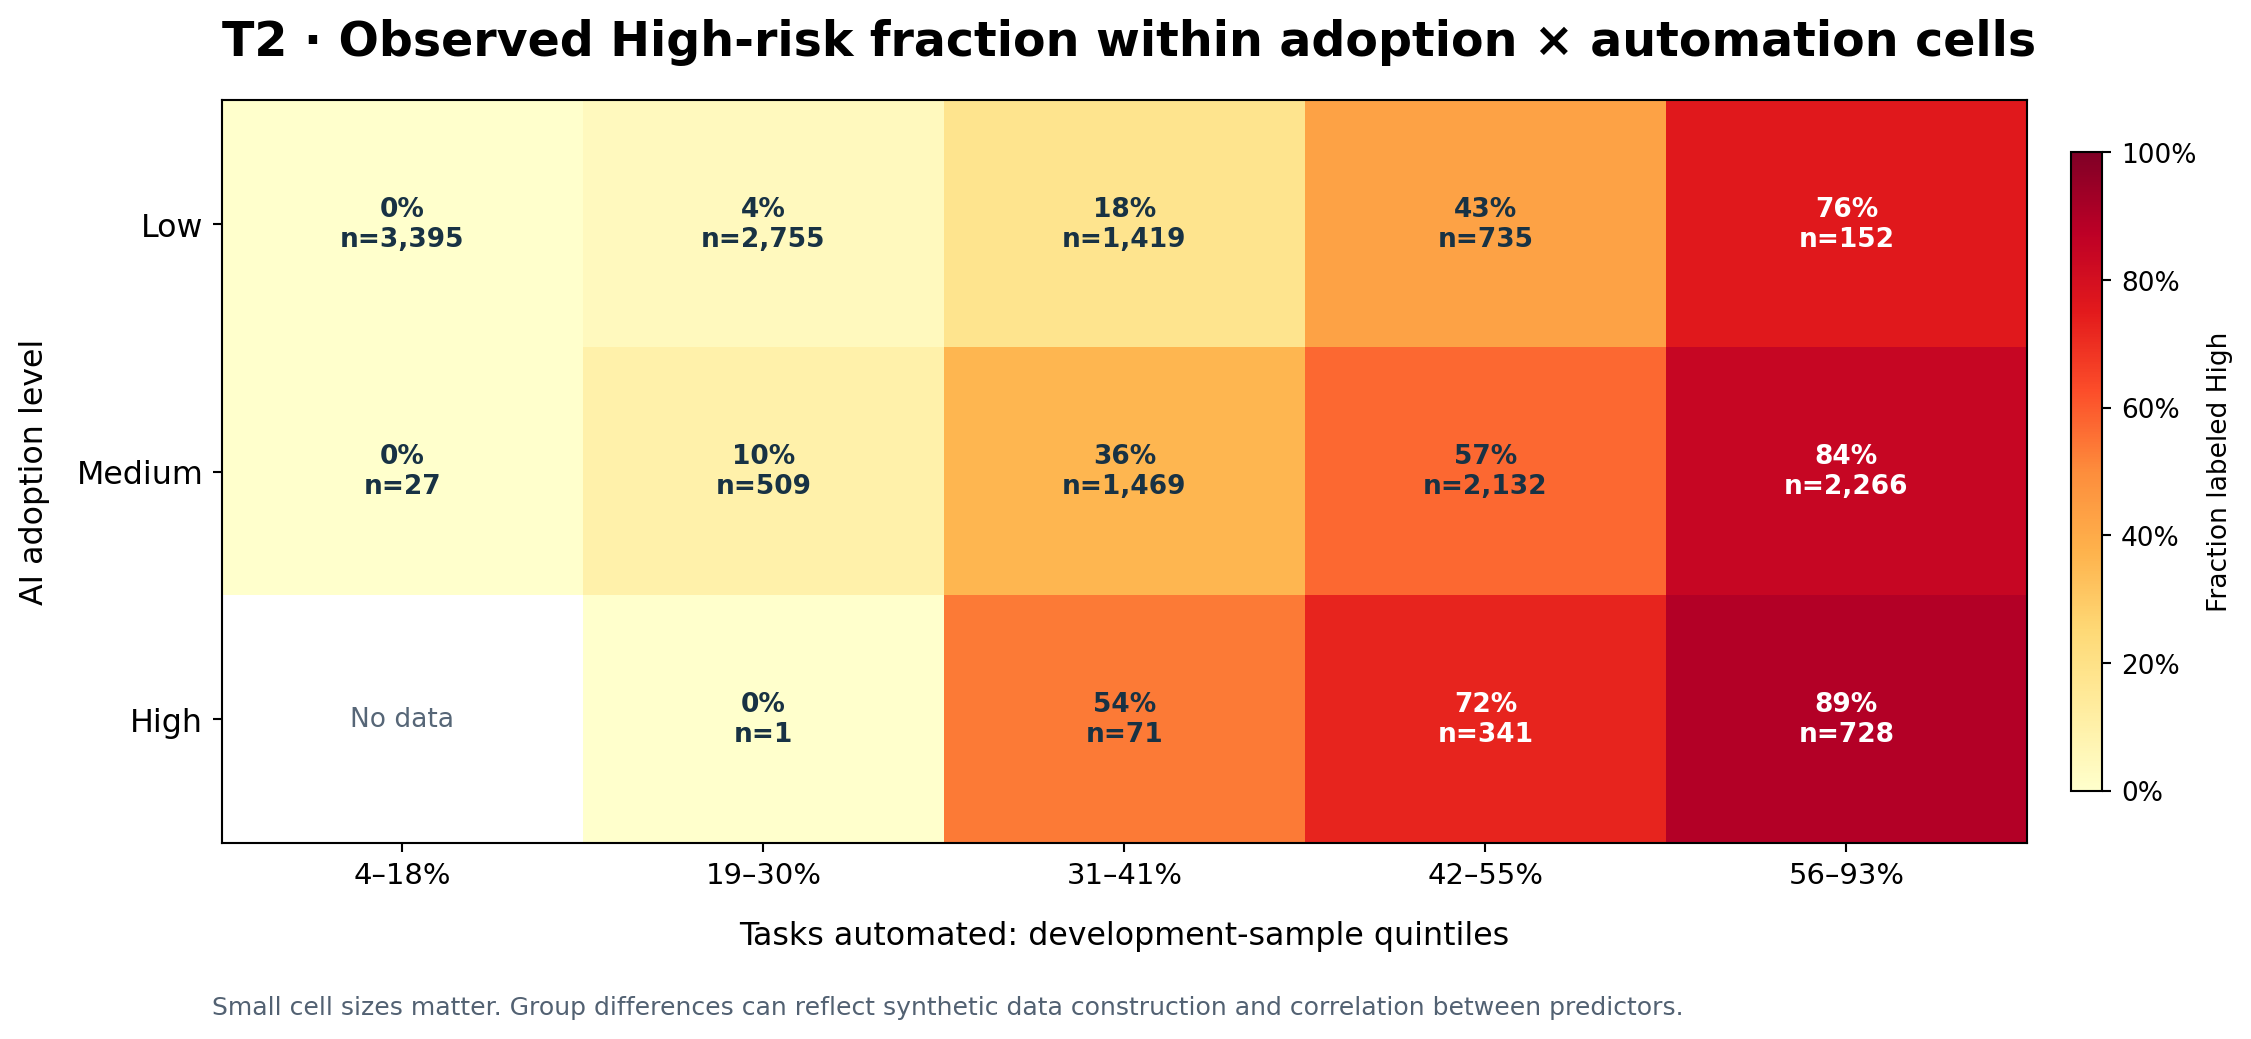 T2 · Observed High-risk fraction within adoption × automation cells
AI adoption level
Low
0%
n=3,395
4%
n=2,755
18%
n=1,419
43%
n=735
76%
n=152
Medium
0%
n=27
10%
n=509
36%
n=1,469
57%
n=2,132
84%
n=2,266
High
No data
0%
n=1
54%
n=71
72%
n=341
89%
n=728
4–18%
19–30%
31–41%
42–55%
56–93%
Tasks automated: development-sample quintiles
100%
80%
60%
40%
20%
0%
Fraction labeled High
Small cell sizes matter. Group differences can reflect synthetic data construction and correlation between predictors.